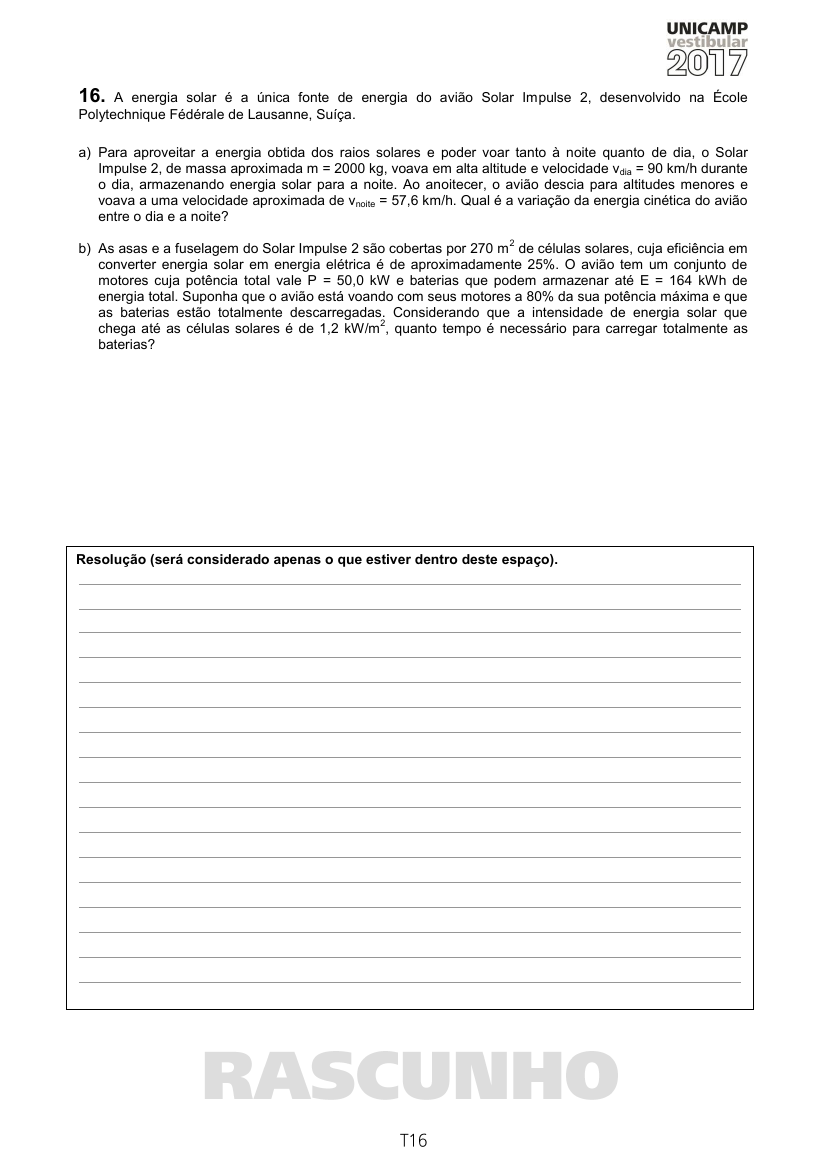 UNICAMP
vestibular
2017
16. A energia solar é a única fonte de energia do avião Solar Impulse 2, desenvolvido na École
Polytechnique Fédérale de Lausanne, Suíça.
a) Para aproveitar a energia obtida dos raios solares e poder voar tanto à noite quanto de dia, o Solar
Impulse 2, de massa aproximada m = 2000 kg, voava em alta altitude e velocidade v_dia = 90 km/h durante
o dia, armazenando energia solar para a noite. Ao anoitecer, o avião descia para altitudes menores e
voava a uma velocidade aproximada de v_noite = 57,6 km/h. Qual é a variação da energia cinética do avião
entre o dia e a noite?
b) As asas e a fuselagem do Solar Impulse 2 são cobertas por 270 m² de células solares, cuja eficiência em
converter energia solar em energia elétrica é de aproximadamente 25%. O avião tem um conjunto de
motores cuja potência total vale P = 50,0 kW e baterias que podem armazenar até E = 164 kWh de
energia total. Suponha que o avião está voando com seus motores a 80% da sua potência máxima e que
as baterias estão totalmente descarregadas. Considerando que a intensidade de energia solar que
chega até as células solares é de 1,2 kW/m², quanto tempo é necessário para carregar totalmente as
baterias?
Resolução (será considerado apenas o que estiver dentro deste espaço).
RASCUNHO
T16